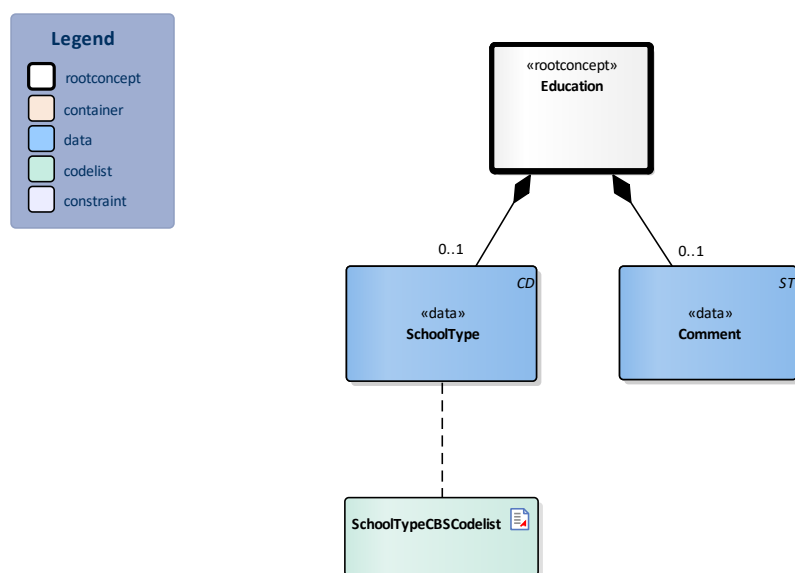 Legend
rootconcept
container
data
codelist
constraint
«rootconcept»
Education
0..1
0..1
CD
«data»
SchoolType
ST
«data»
Comment
SchoolTypeCBSCodelist